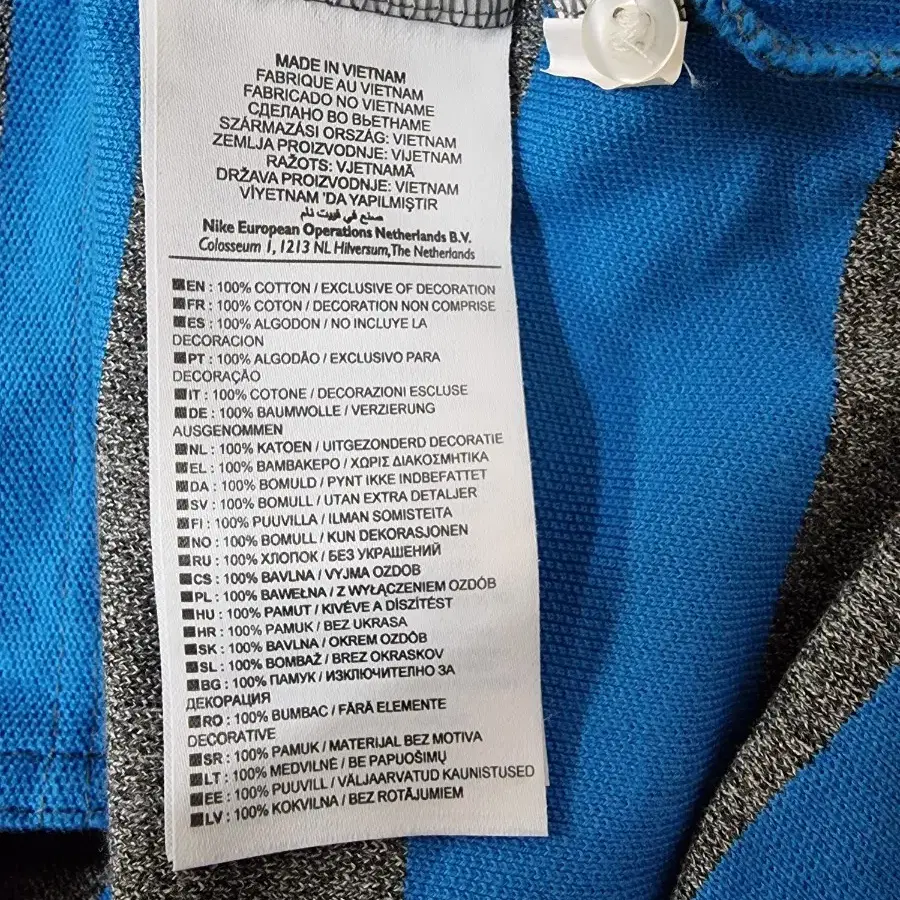 MADE IN VIETNAM
FABRIQUE AU VIETNAM
FABRICADO NO VIETNAME
СДЕЛАНО ВО ВЬЕТНАМЕ
SZÁRMAZÁSI ORSZÁG: VIETNAM
ZEMLJA PROIZVODNJE: VIJETNAM
RAŽOTS: VJETNAMĀ
DRŽAVA PROIZVODNJE: VIETNAM
VİYETNAM 'DA YAPILMIŞTIR
صنع في فييت نام
Nike European Operations Netherlands B.V.
Colosseum 1, 1213 NL Hilversum, The Netherlands
EN : 100% COTTON / EXCLUSIVE OF DECORATION
FR : 100% COTON / DECORATION NON COMPRISE
ES : 100% ALGODON / NO INCLUYE LA
DECORACION
PT : 100% ALGODÃO / EXCLUSIVO PARA
DECORAÇÃO
IT : 100% COTONE / DECORAZIONI ESCLUSE
DE : 100% BAUMWOLLE / VERZIERUNG
AUSGENOMMEN
NL : 100% KATOEN / UITGEZONDERD DECORATIE
EL : 100% ΒΑΜΒΑΚΕΡΟ / ΧΩΡΙΣ ΔΙΑΚΟΣΜΗΤΙΚΑ
DA : 100% BOMULD / PYNT IKKE INDBEFATTET
SV : 100% BOMULL / UTAN EXTRA DETALJER
FI : 100% PUUVILLA / ILMAN SOMISTEITA
NO : 100% BOMULL / KUN DEKORASJONEN
RU : 100% ХЛОПОК / БЕЗ УКРАШЕНИЙ
CS : 100% BAVLNA / VYJMA OZDOB
PL : 100% BAWEŁNA / Z WYŁĄCZENIEM OZDÓB
HU : 100% PAMUT / KIVÉVE A DÍSZÍTÉST
HR : 100% PAMUK / BEZ UKRASA
SK : 100% BAVLNA / OKREM OZDÔB
SL : 100% BOMBAŽ / BREZ OKRASKOV
BG : 100% ПАМУК / ИЗКЛЮЧИТЕЛНО ЗА
ДЕКОРАЦИЯ
RO : 100% BUMBAC / FĂRĂ ELEMENTE
DECORATIVE
SR : 100% PAMUK / MATERIJAL BEZ MOTIVA
LT : 100% MEDVILNĖ / BE PAPUOŠIMŲ
EE : 100% PUUVILL / VÄLJAARVATUD KAUNISTUSED
LV : 100% KOKVILNA / BEZ ROTĀJUMIEM